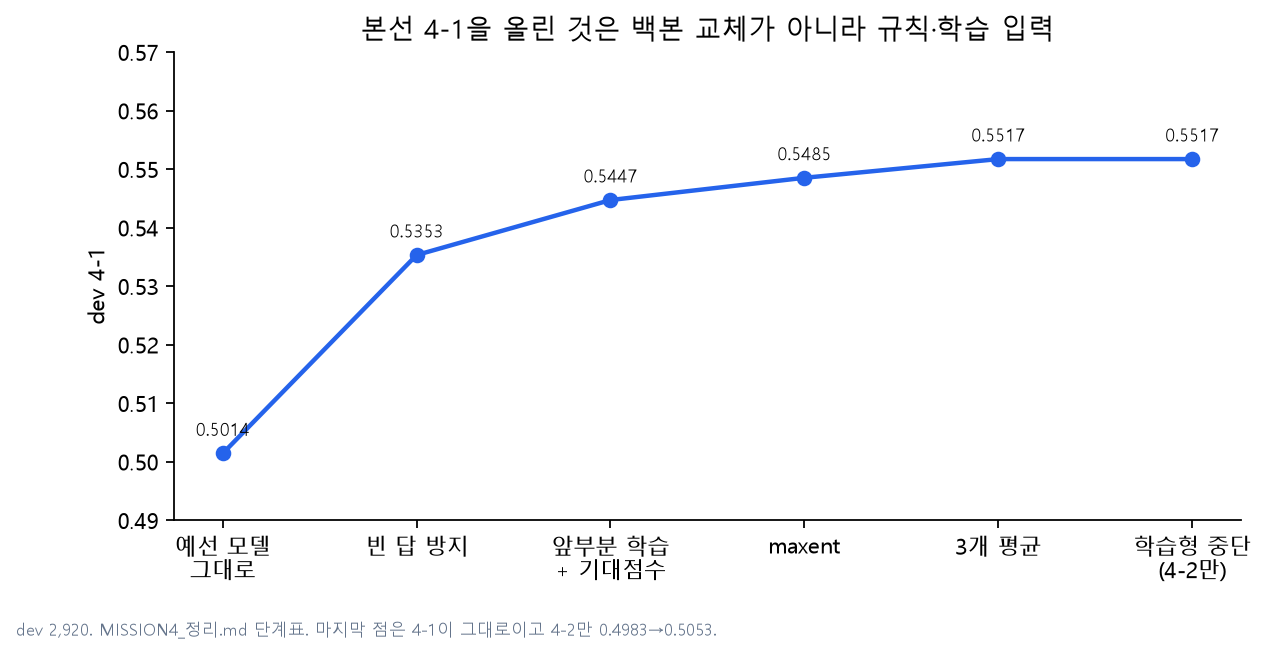 본선 4-1을 올린 것은 백본 교체가 아니라 규칙·학습 입력
0.57
0.56
0.55
0.54
0.53
0.52
0.51
0.50
0.49
dev 4-1
0.5014
0.5353
0.5447
0.5485
0.5517
0.5517
예선 모델
그대로
빈 답 방지
앞부분 학습
+ 기대점수
maxent
3개 평균
학습형 중단
(4-2만)
dev 2,920. MISSION4_정리.md 단계표. 마지막 점은 4-1이 그대로이고 4-2만 0.4983→0.5053.